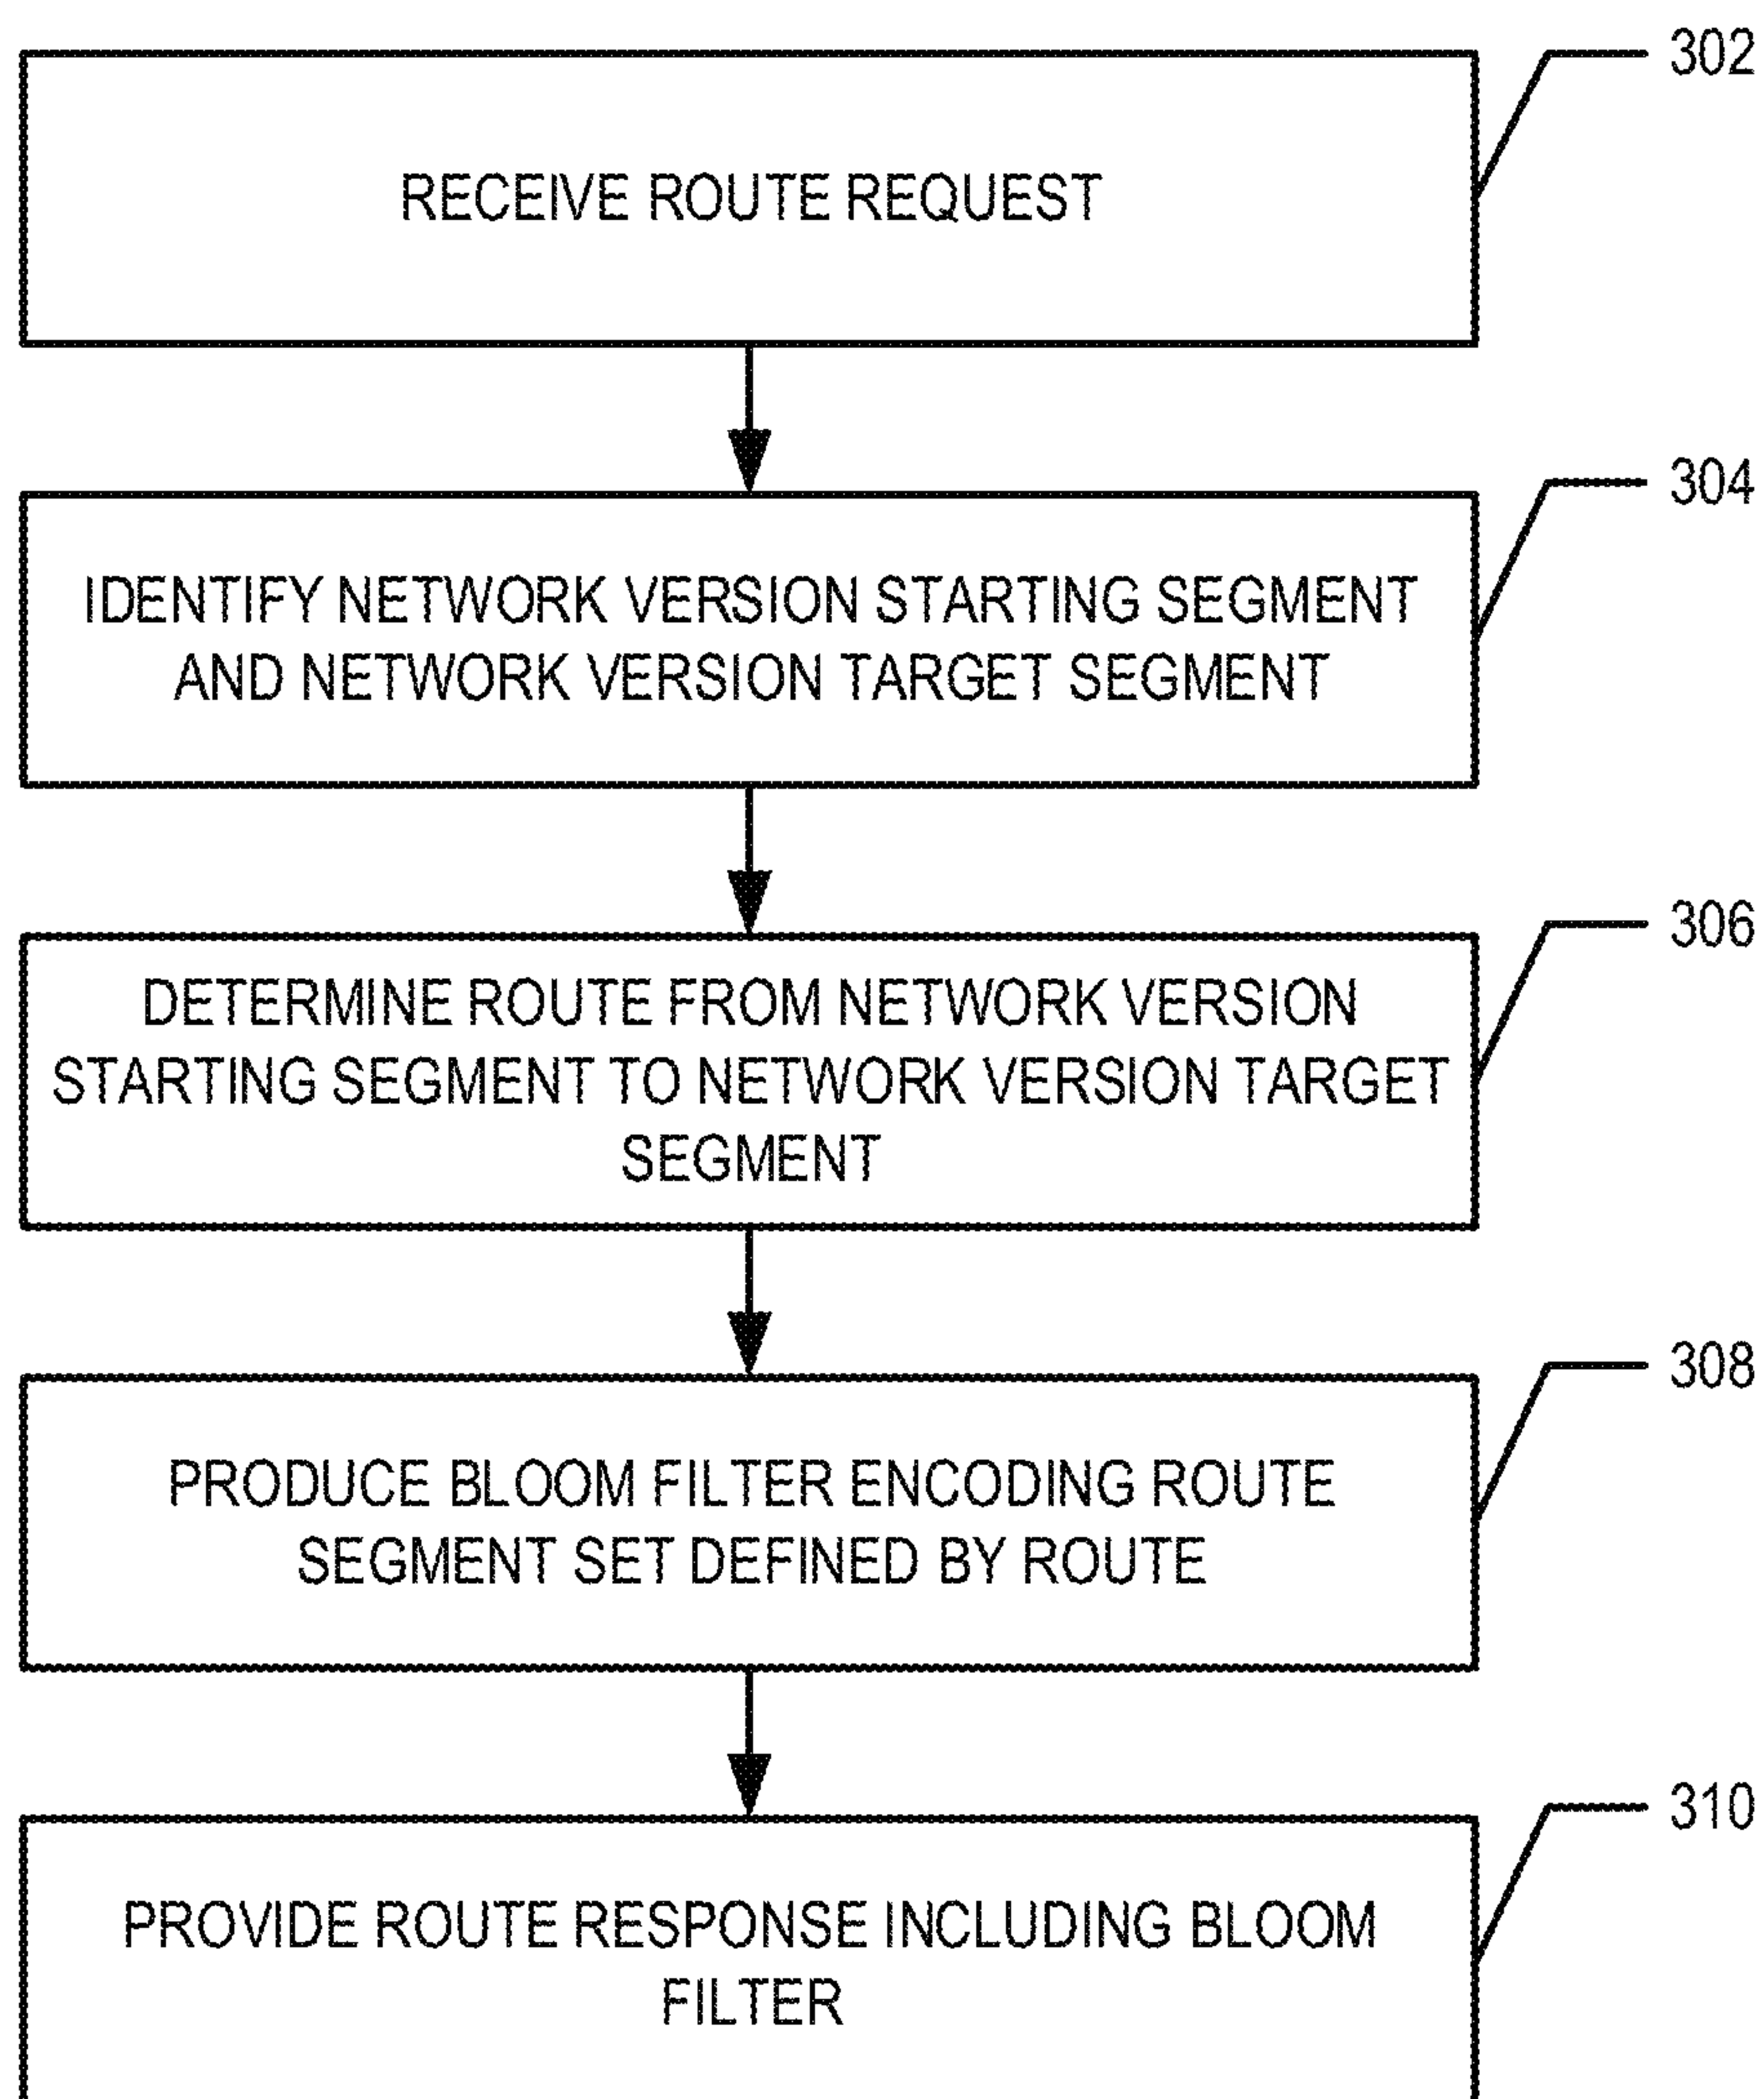 302
RECEIVE ROUTE REQUEST
304
IDENTIFY NETWORK VERSION STARTING SEGMENT
AND NETWORK VERSION TARGET SEGMENT
306
DETERMINE ROUTE FROM NETWORK VERSION
STARTING SEGMENT TO NETWORK VERSION TARGET
SEGMENT
308
PRODUCE BLOOM FILTER ENCODING ROUTE
SEGMENT SET DEFINED BY ROUTE
310
PROVIDE ROUTE RESPONSE INCLUDING BLOOM
FILTER